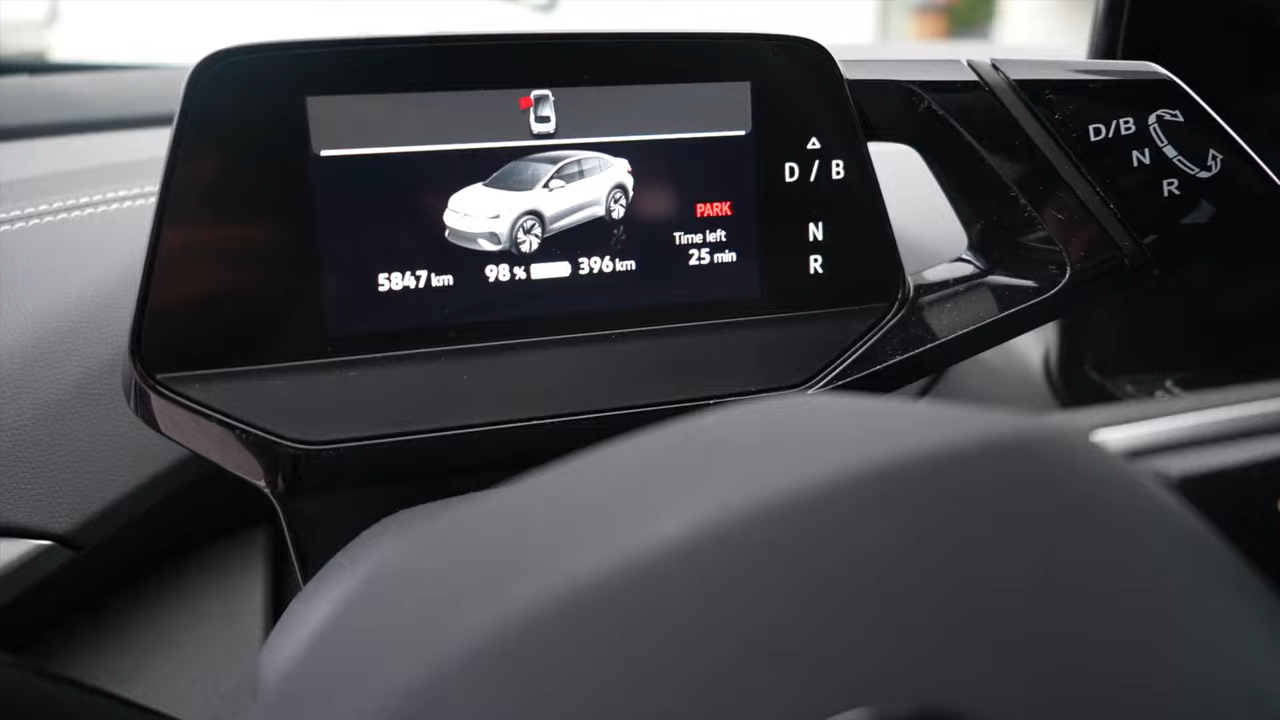 PARK
Time left
25 min
5847 km
98 %
396 km
D / B
N
R
D/B
N
R